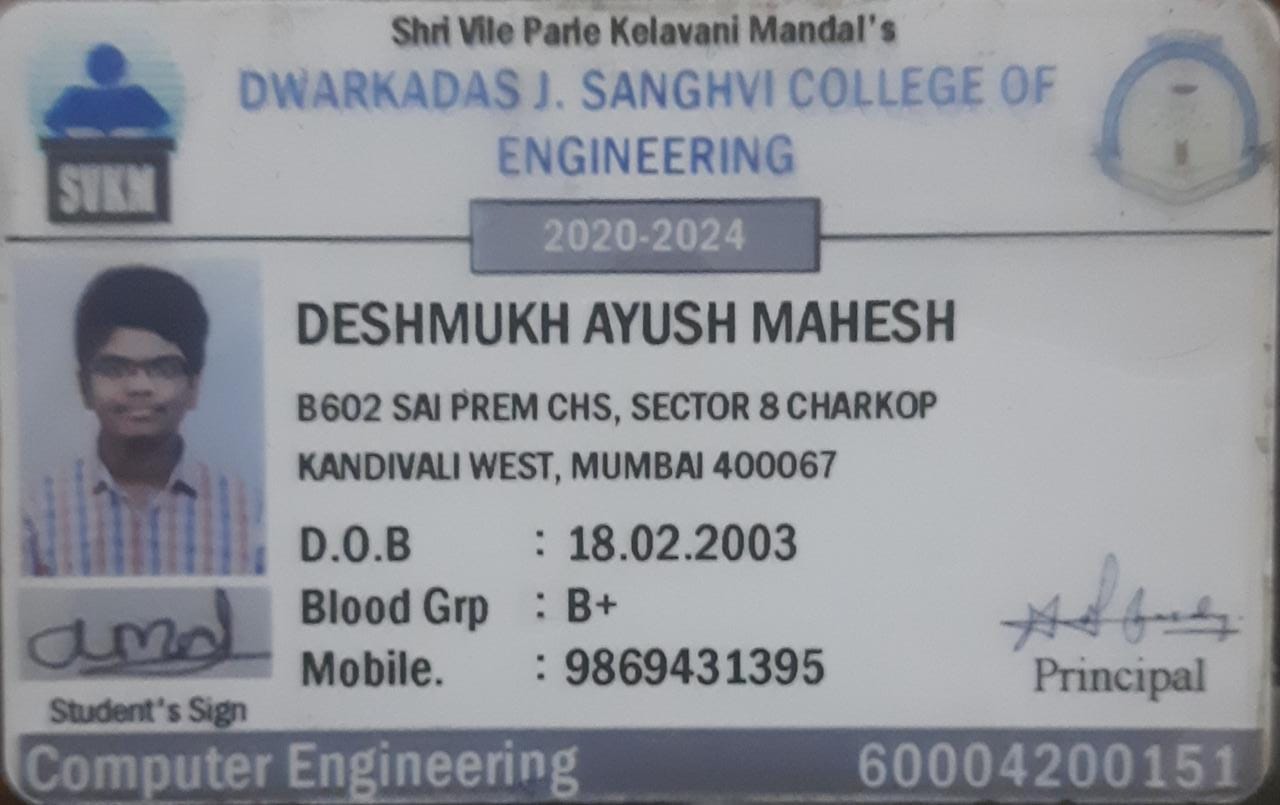 Shri Vile Parle Kelavani Mandal's
DWARKADAS J. SANGHVI COLLEGE OF
ENGINEERING
SVKM
2020-2024
DESHMUKH AYUSH MAHESH
B602 SAI PREM CHS, SECTOR 8 CHARKOP
KANDIVALI WEST, MUMBAI 400067
D.O.B : 18.02.2003
Blood Grp : B+
Mobile. : 9869431395
Principal
Student's Sign
Computer Engineering 60004200151